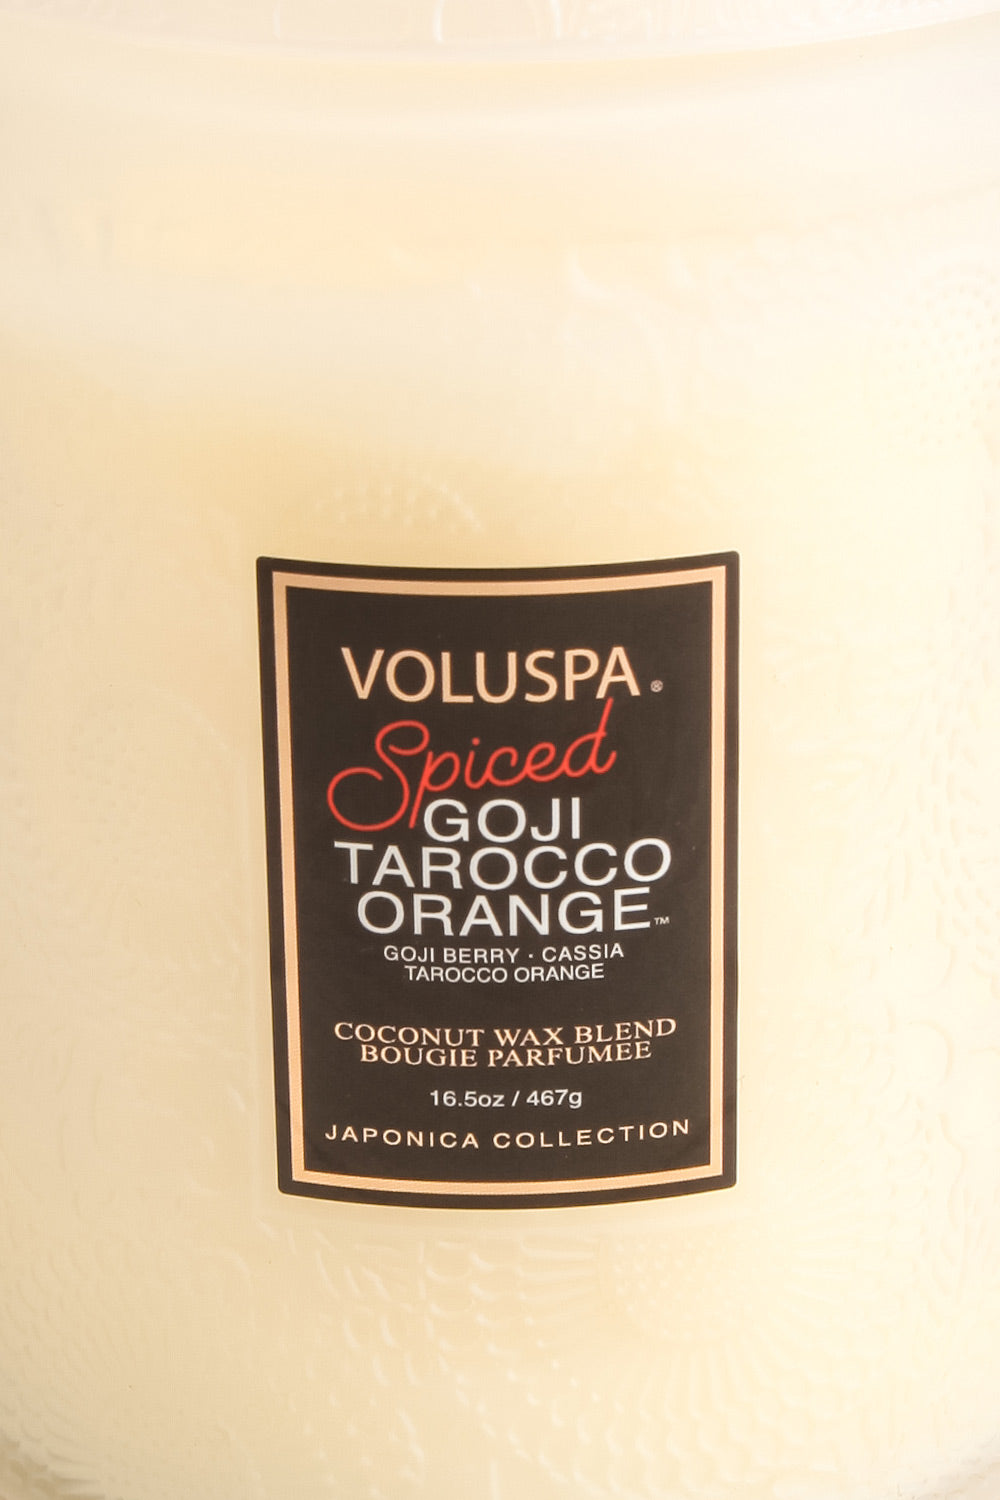 VOLUSPA®
Spiced
GOJI
TAROCCO
ORANGE™
GOJI BERRY · CASSIA
TAROCCO ORANGE
COCONUT WAX BLEND
BOUGIE PARFUMEE
16.5oz / 467g
JAPONICA COLLECTION